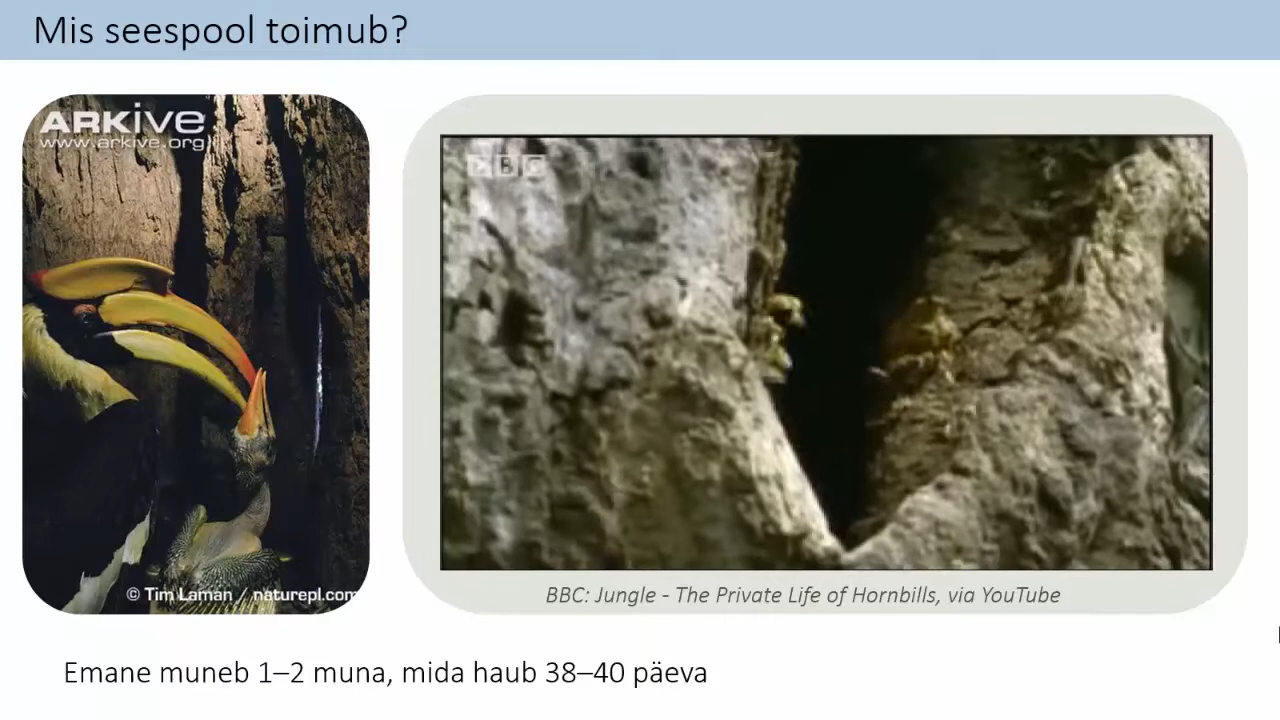 Mis seespool toimub?
ARKive
www.arkive.org
© Tim Laman / naturepl.com
BBC
BBC: Jungle - The Private Life of Hornbills, via YouTube
Emane muneb 1–2 muna, mida haub 38–40 päeva